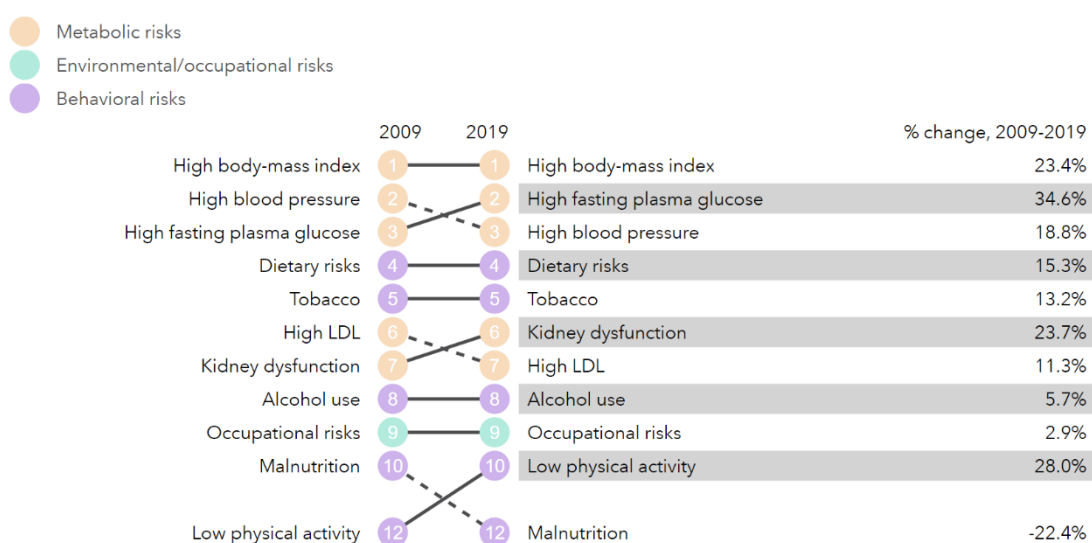 Metabolic risks
Environmental/occupational risks
Behavioral risks
2009 2019 % change, 2009-2019
High body-mass index 1 1 High body-mass index 23.4%
High blood pressure 2 2 High fasting plasma glucose 34.6%
High fasting plasma glucose 3 3 High blood pressure 18.8%
Dietary risks 4 4 Dietary risks 15.3%
Tobacco 5 5 Tobacco 13.2%
High LDL 6 6 Kidney dysfunction 23.7%
Kidney dysfunction 7 7 High LDL 11.3%
Alcohol use 8 8 Alcohol use 5.7%
Occupational risks 9 9 Occupational risks 2.9%
Malnutrition 10 10 Low physical activity 28.0%
Low physical activity 12 12 Malnutrition -22.4%